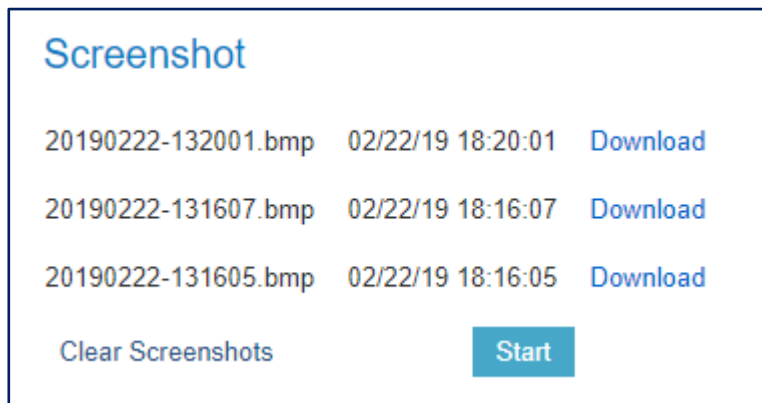 Screenshot
20190222-132001.bmp 02/22/19 18:20:01 Download
20190222-131607.bmp 02/22/19 18:16:07 Download
20190222-131605.bmp 02/22/19 18:16:05 Download
Clear Screenshots Start